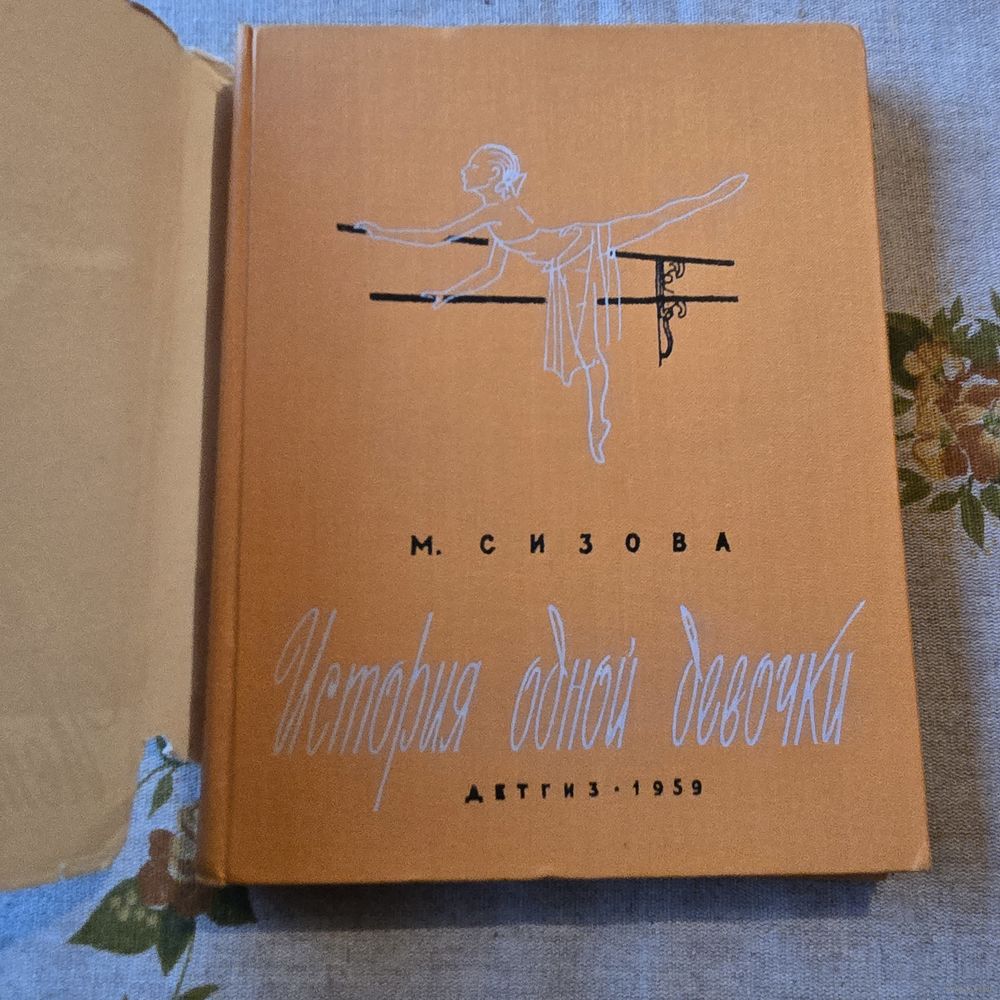 М. СИЗОВА
История одной девочки
ДЕТГИЗ·1959